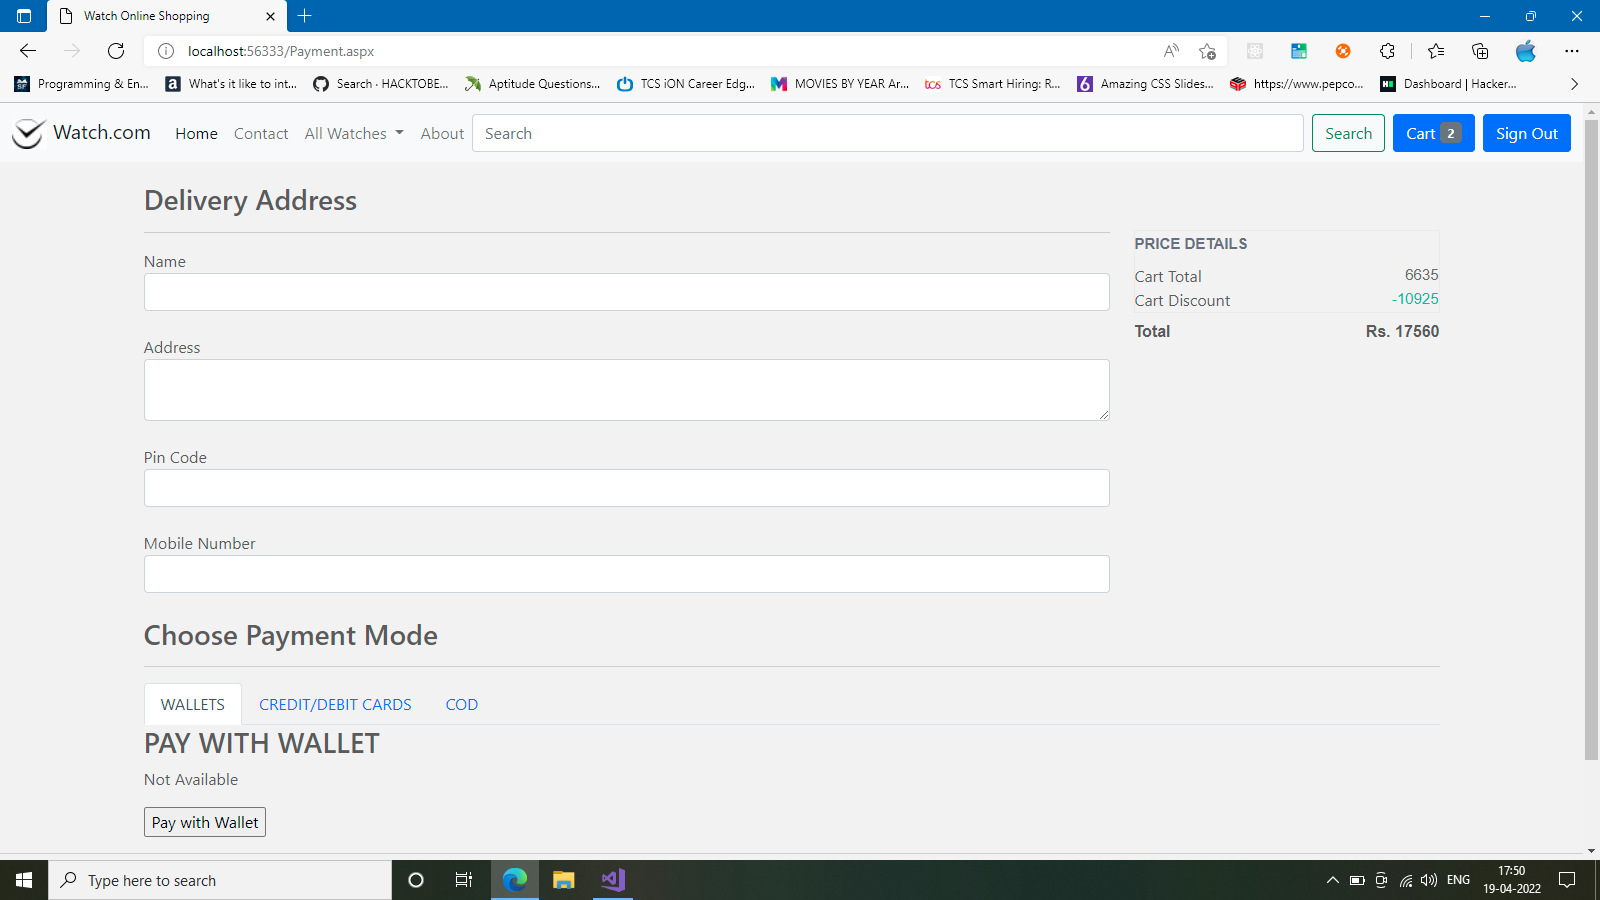 Watch Online Shopping
localhost:56333/Payment.aspx
Programming & En... What's it like to int... Search · HACKTOBE... Aptitude Questions... TCS iON Career Edg... MOVIES BY YEAR Ar... TCS Smart Hiring: R... Amazing CSS Slides... https://www.pepco... Dashboard | Hacker...
Watch.com Home Contact All Watches About Search Search Cart 2 Sign Out
Delivery Address
PRICE DETAILS
Name
Cart Total 6635
Cart Discount -10925
Total Rs. 17560
Address
Pin Code
Mobile Number
Choose Payment Mode
WALLETS CREDIT/DEBIT CARDS COD
PAY WITH WALLET
Not Available
Pay with Wallet
Type here to search
ENG
17:50
19-04-2022